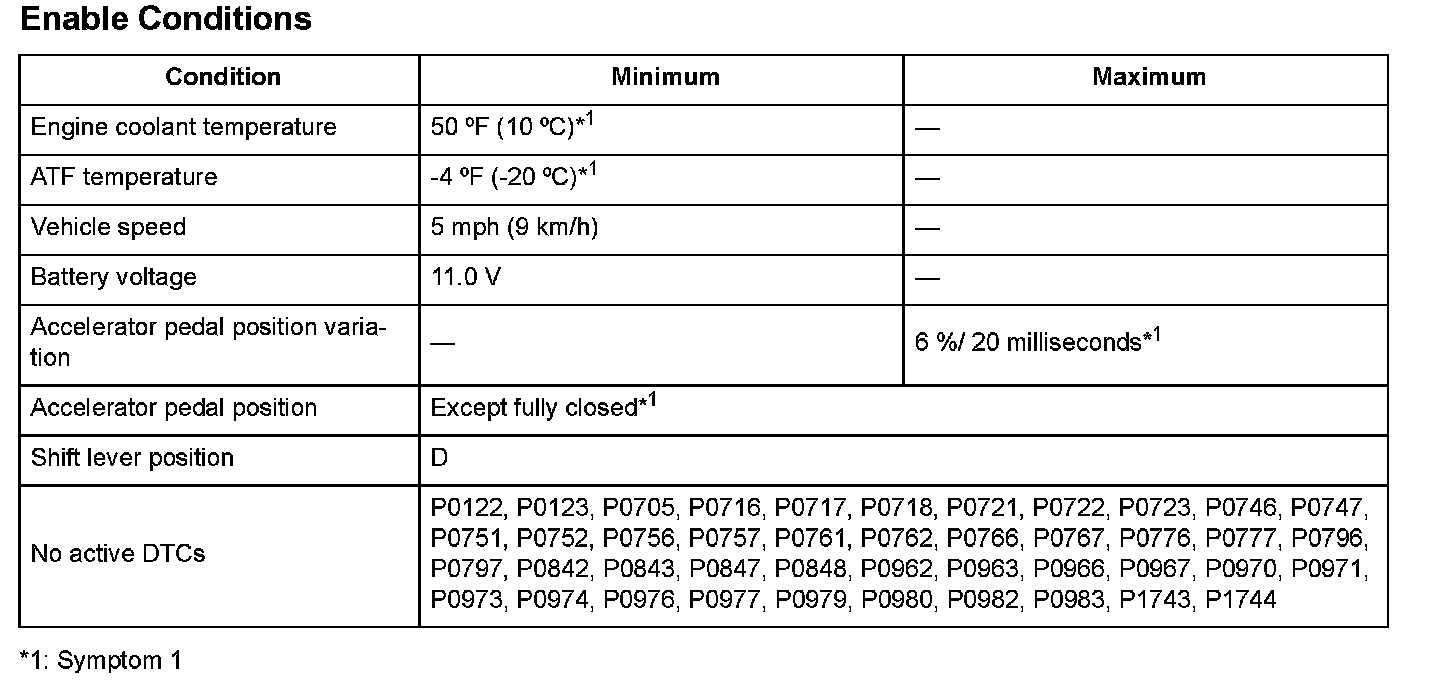 Enable Conditions
Condition Minimum Maximum
Engine coolant temperature 50 ºF (10 ºC)*1 —
ATF temperature -4 ºF (-20 ºC)*1 —
Vehicle speed 5 mph (9 km/h) —
Battery voltage 11.0 V —
Accelerator pedal position varia-
tion — 6 %/ 20 milliseconds*1
Accelerator pedal position Except fully closed*1
Shift lever position D
No active DTCs
P0122, P0123, P0705, P0716, P0717, P0718, P0721, P0722, P0723, P0746, P0747,
P0751, P0752, P0756, P0757, P0761, P0762, P0766, P0767, P0776, P0777, P0796,
P0797, P0842, P0843, P0847, P0848, P0962, P0963, P0966, P0967, P0970, P0971,
P0973, P0974, P0976, P0977, P0979, P0980, P0982, P0983, P1743, P1744
*1: Symptom 1